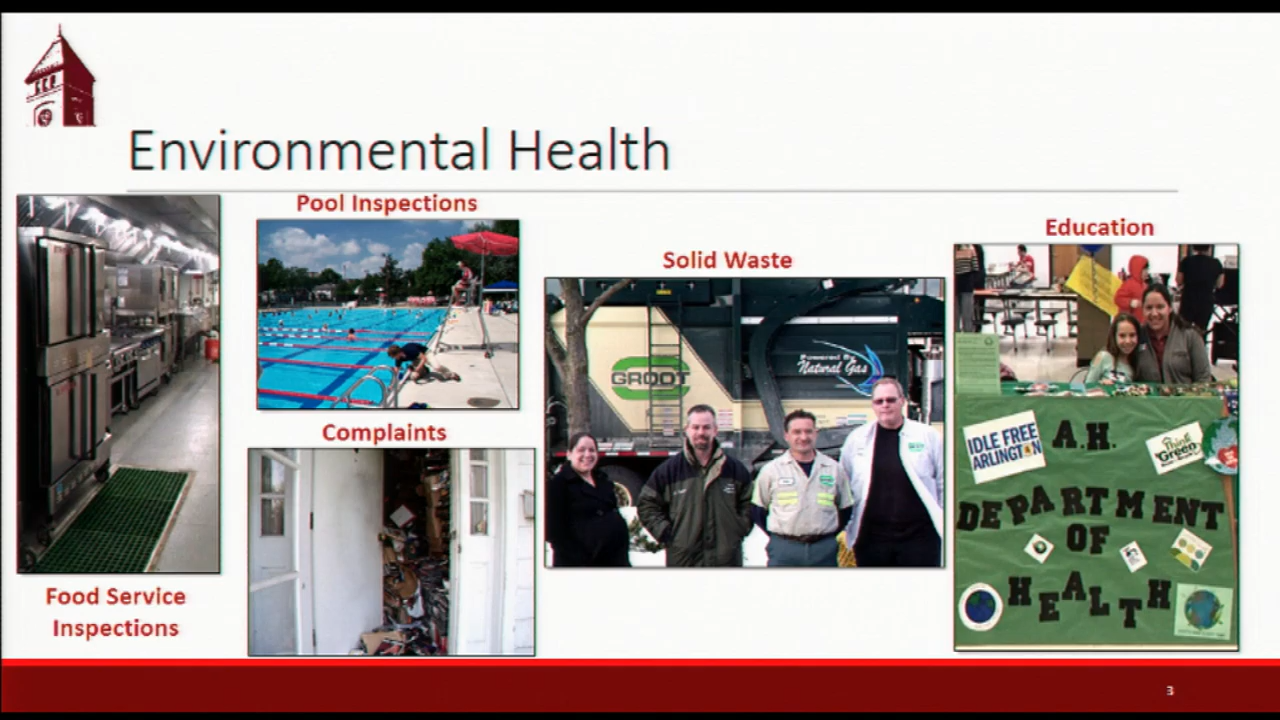 Environmental Health
Pool Inspections
Education
Solid Waste
GROOT
Powered By
Natural Gas
Complaints
IDLE FREE
ARLINGTON
A.H.
Think
Green
DEPARTMENT
OF
HEALTH
Food Service
Inspections
3